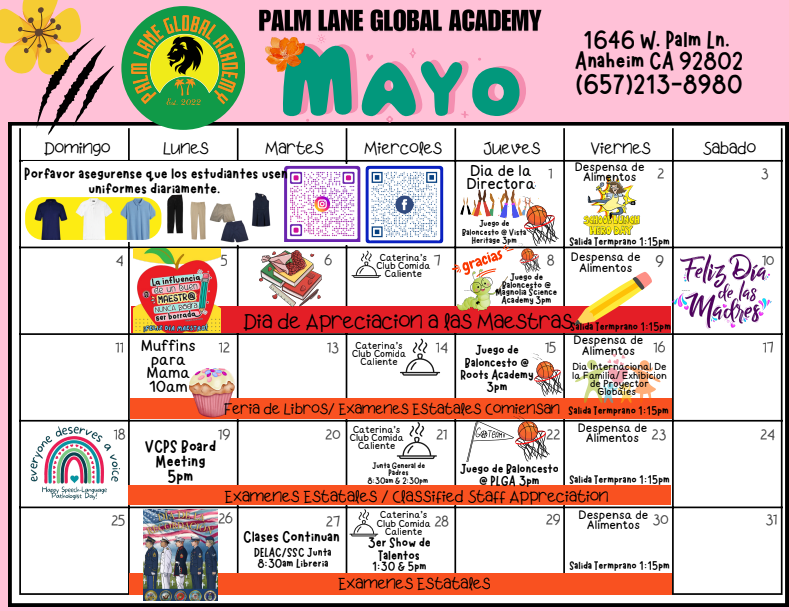 PALM LANE GLOBAL ACADEMY
PALM LANE GLOBAL ACADEMY
Est. 2022
MAYO
1646 W. Palm Ln.
Anaheim CA 92802
(657)213-8980
Domingo
Lunes
Martes
Miercoles
Jueves
Viernes
Sabado
Porfavor asegurense que los estudiantes usen
uniformes diariamente.
Dia de la
Directora
1
Juego de
Baloncesto @ Vista
Heritage 3pm
Despensa de
Alimentos
2
SCHOOL LUNCH
HERO DAY
Salida Termprano 1:15pm
3
4
5
La influencia
de un buen
MAESTR@
NUNCA podrá
ser borrada
6
Caterina's
Club Comida
Caliente
7
gracias
8
Juego de
Baloncesto @
Magnolia Science
Academy 3pm
Despensa de
Alimentos
9
Salida Termprano 1:15pm
10
Feliz Día
de las
Madres
Dia de Apreciacion a las Maestras
11
Muffins
para
Mama
10am
12
13
Caterina's
Club Comida
Caliente
14
Juego de
Baloncesto @
Roots Academy
3pm
15
Despensa de
Alimentos
16
Dia Internacional De
la Familia/ Exhibicion
de Proyector
Globales
Salida Termprano 1:15pm
17
Feria de Libros/ Examenes Estatales Comiensan
18
everyone deserves a voice
Happy Speech-Language
Pathologist Day!
19
VCPS Board
Meeting
5pm
20
Caterina's
Club Comida
Caliente
21
Junta General de
Padres
8:30am & 2:30pm
GO TEAM!
22
Juego de Baloncesto
@ PLGA 3pm
Despensa de
Alimentos
23
Salida Termprano 1:15pm
24
Examenes Estatales / Classified Staff Appreciation
25
26
27
Clases Continuan
DELAC/SSC Junta
8:30am Libreria
Caterina's
Club Comida
Caliente
28
3er Show de
Talentos
1:30 & 5pm
29
Despensa de
Alimentos
30
Salida Termprano 1:15pm
31
Examenes Estatales